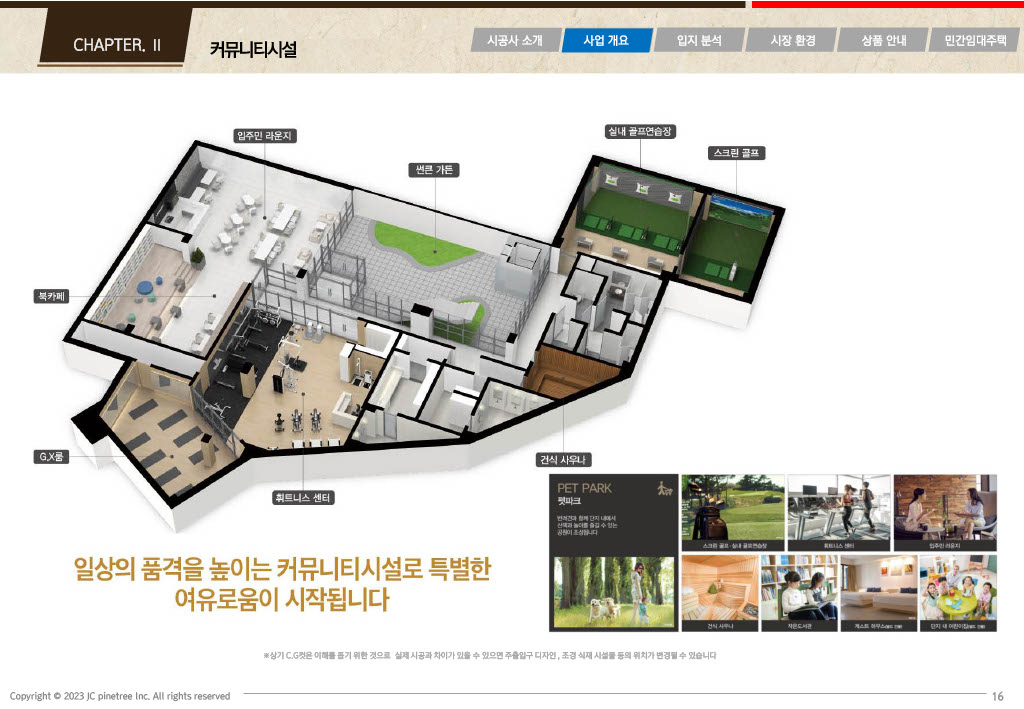 CHAPTER. II
커뮤니티시설
시공사 소개
사업 개요
입지 분석
시장 환경
상품 안내
민간임대주택
입주민 라운지
썬큰 가든
실내 골프연습장
스크린 골프
북카페
G.X룸
휘트니스 센터
건식 사우나
PET PARK
펫파크
반려견과 함께 단지 내에서
산책과 놀이를 즐길 수 있는
공원이 조성됩니다
스크린 골프·실내 골프연습장
휘트니스 센터
입주민 라운지
건식 사우나
작은도서관
게스트 하우스
단지 내 어린이집
일상의 품격을 높이는 커뮤니티시설로 특별한
여유로움이 시작됩니다
※상기 C.G컷은 이해를 돕기 위한 것으로 실제 시공과 차이가 있을 수 있으면 주출입구 디자인 , 조경 식재 시설물 등의 위치가 변경될 수 있습니다
Copyright © 2023 JC pinetree Inc. All rights reserved
16